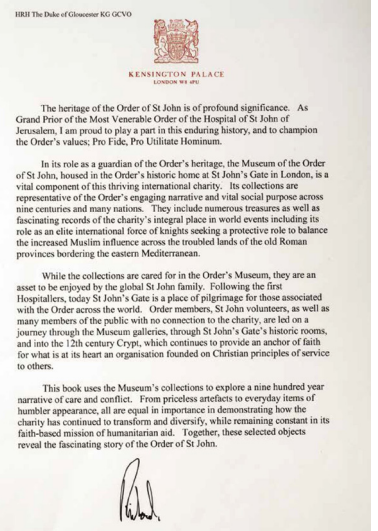 HRH The Duke of Gloucester KG GCVO
KENSINGTON PALACE
LONDON W8 4PU
The heritage of the Order of St John is of profound significance. As
Grand Prior of the Most Venerable Order of the Hospital of St John of
Jerusalem, I am proud to play a part in this enduring history, and to champion
the Order's values; Pro Fide, Pro Utilitate Hominum.
In its role as a guardian of the Order's heritage, the Museum of the Order
of St John, housed in the Order's historic home at St John's Gate in London, is a
vital component of this thriving international charity. Its collections are
representative of the Order's engaging narrative and vital social purpose across
nine centuries and many nations. They include numerous treasures as well as
fascinating records of the charity's integral place in world events including its
role as an elite international force of knights seeking a protective role to balance
the increased Muslim influence across the troubled lands of the old Roman
provinces bordering the eastern Mediterranean.
While the collections are cared for in the Order's Museum, they are an
asset to be enjoyed by the global St John family. Following the first
Hospitallers, today St John's Gate is a place of pilgrimage for those associated
with the Order across the world. Order members, St John volunteers, as well as
many members of the public with no connection to the charity, are led on a
journey through the Museum galleries, through St John's Gate's historic rooms,
and into the 12th century Crypt, which continues to provide an anchor of faith
for what is at its heart an organisation founded on Christian principles of service
to others.
This book uses the Museum's collections to explore a nine hundred year
narrative of care and conflict. From priceless artefacts to everyday items of
humbler appearance, all are equal in importance in demonstrating how the
charity has continued to transform and diversify, while remaining constant in its
faith-based mission of humanitarian aid. Together, these selected objects
reveal the fascinating story of the Order of St John.
Richard